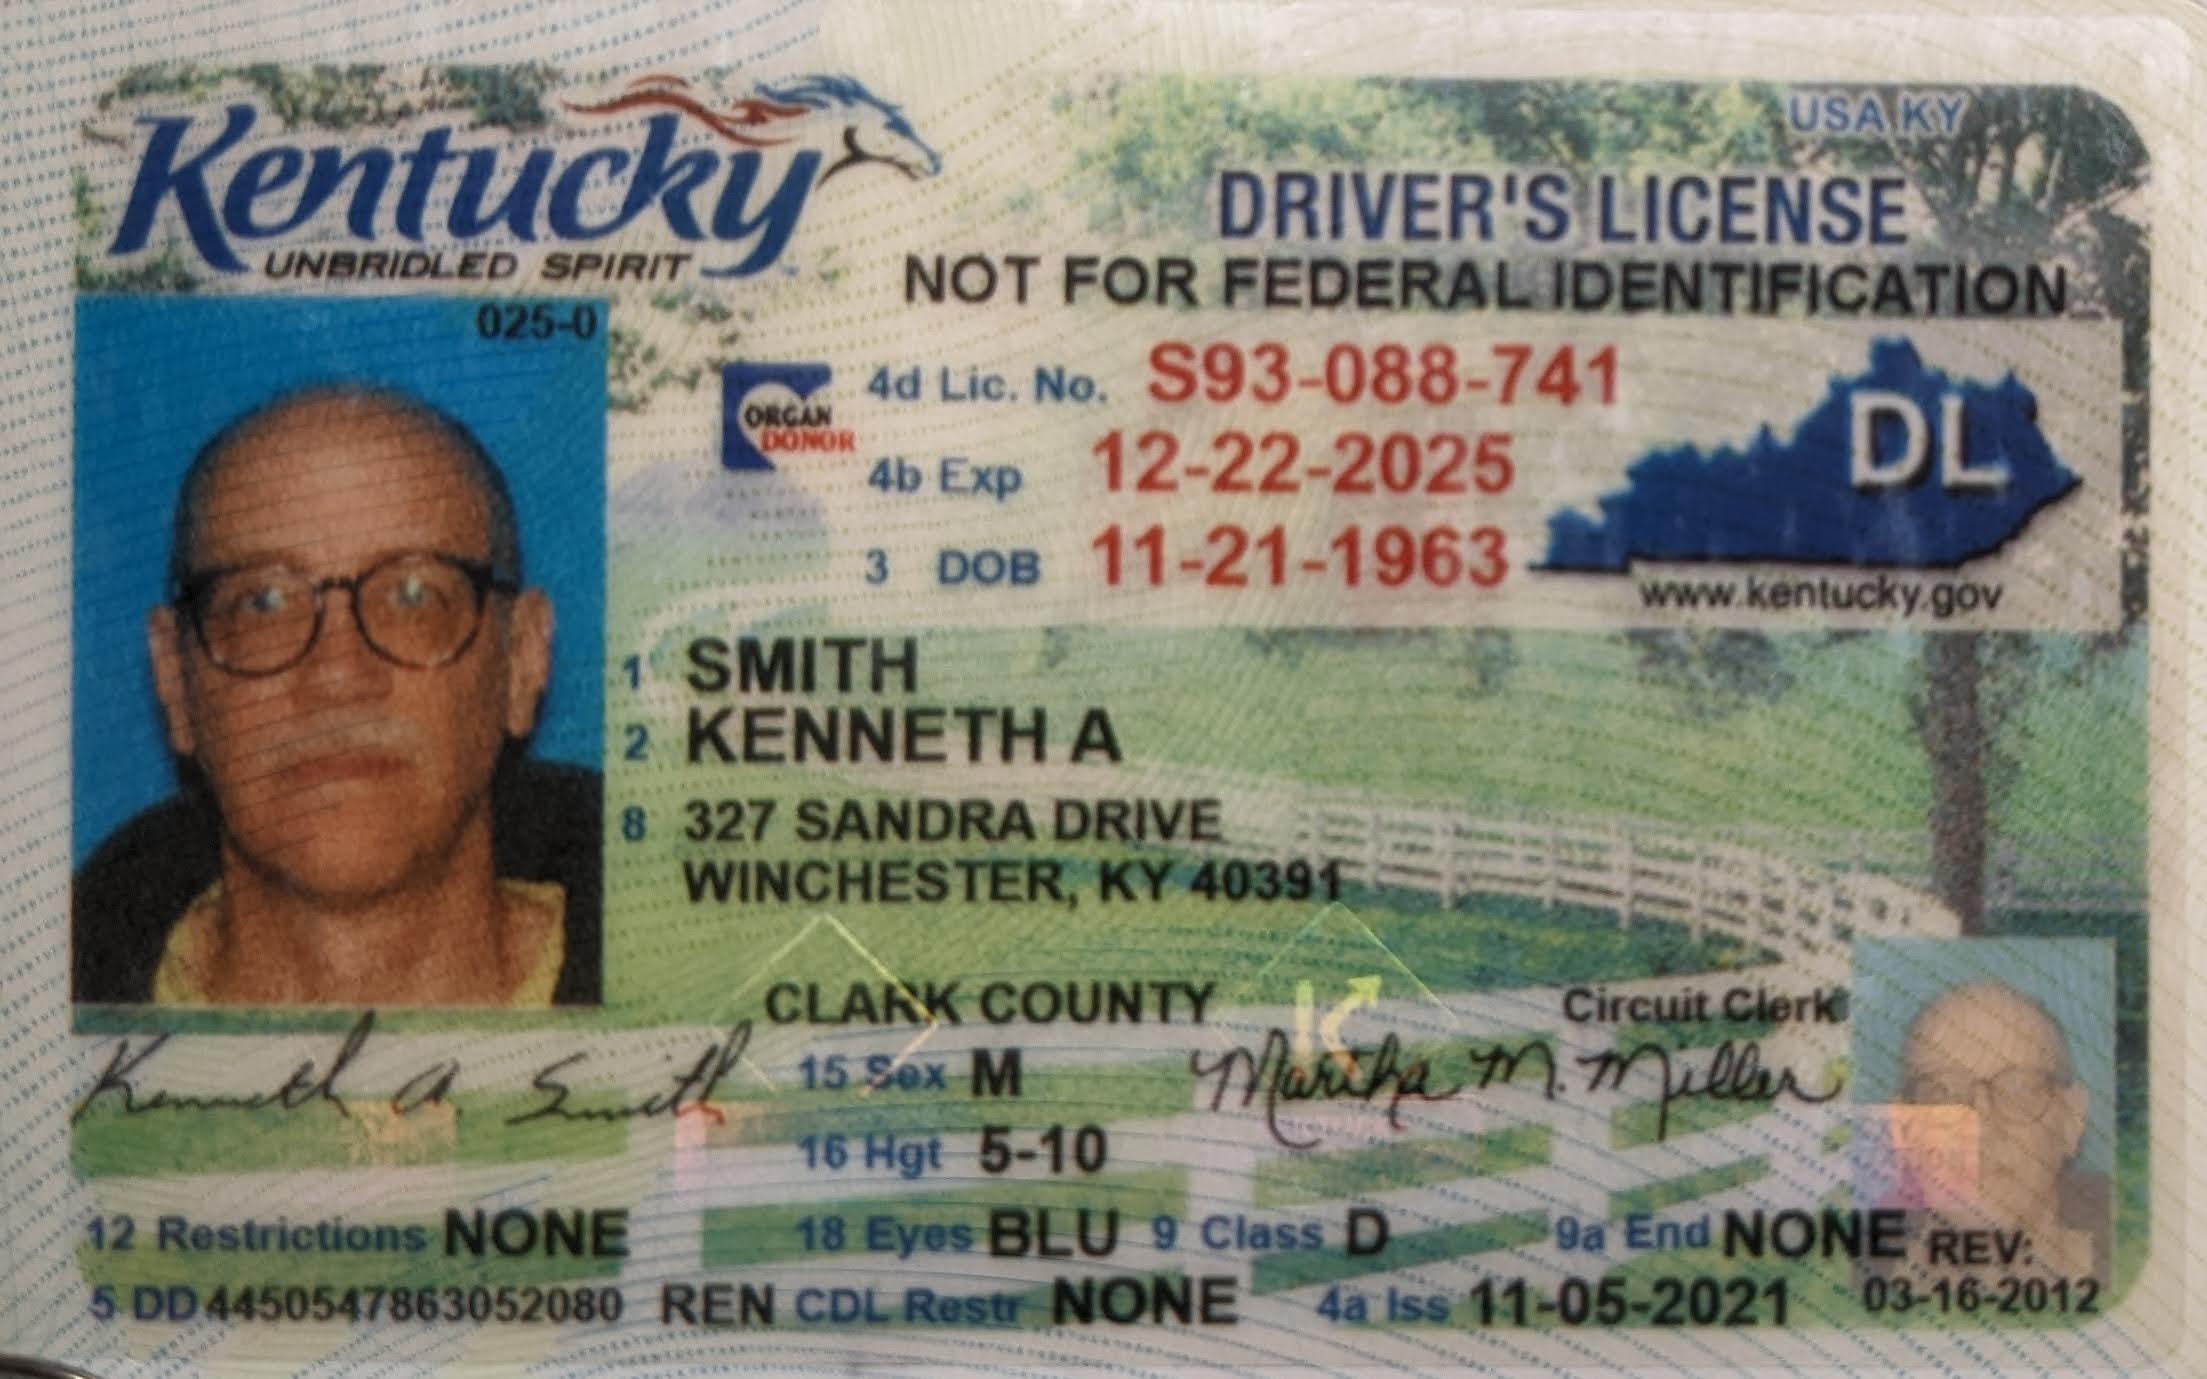 USA KY
Kentucky
UNBRIDLED SPIRIT
DRIVER'S LICENSE
NOT FOR FEDERAL IDENTIFICATION
025-0
ORGAN
DONOR
4d Lic. No. S93-088-741
4b Exp 12-22-2025
3 DOB 11-21-1963
DL
www.kentucky.gov
1 SMITH
2 KENNETH A
8 327 SANDRA DRIVE
WINCHESTER, KY 40391
CLARK COUNTY
Circuit Clerk
Kenneth A. Smith
Martha M. Miller
15 Sex M
16 Hgt 5-10
12 Restrictions NONE
18 Eyes BLU 9 Class D 9a End NONE REV:
5 DD 4450547863052080 REN CDL Restr NONE 4a Iss 11-05-2021 03-16-2012